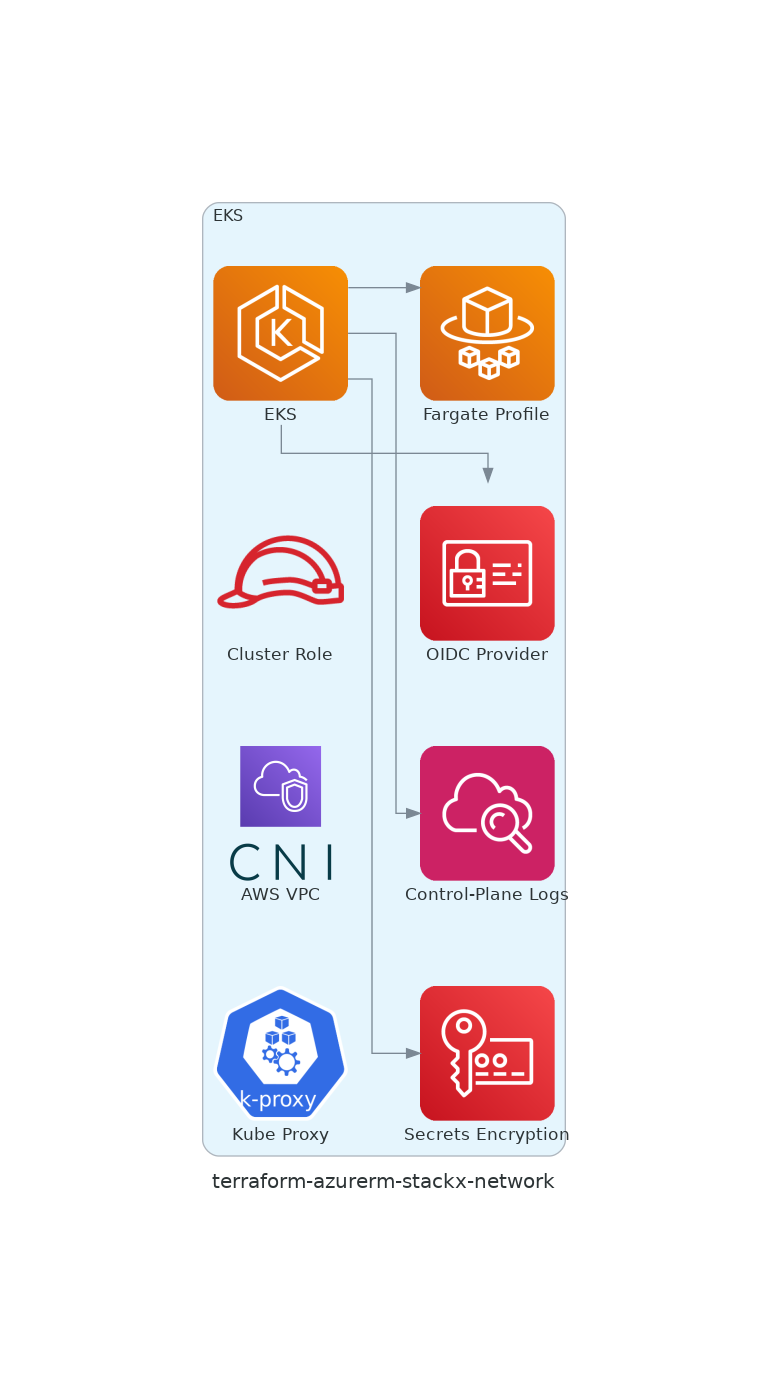 EKS
K
EKS
Fargate Profile
Cluster Role
OIDC Provider
CNI
AWS VPC
Control-Plane Logs
k-proxy
Kube Proxy
Secrets Encryption
terraform-azurerm-stackx-network